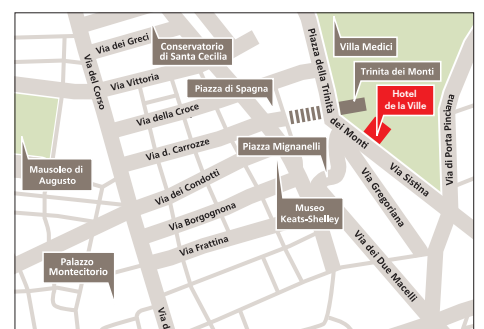 Via dei Greci
Conservatorio
di Santa Cecilia
Villa Medici
Piazza della Trinità
dei Monti
Trinita dei Monti
Via del Corso
Via Vittoria
Piazza di Spagna
Hotel
de la Ville
Via della Croce
Via di Porta Pinciana
Via d. Carrozze
Piazza Mignanelli
Mausoleo di
Augusto
Via dei Condotti
Via Sistina
Via Gregoriana
Museo
Keats-Shelley
Via Borgognona
Via Frattina
Palazzo
Montecitorio
Via dei Due Macelli
Via d